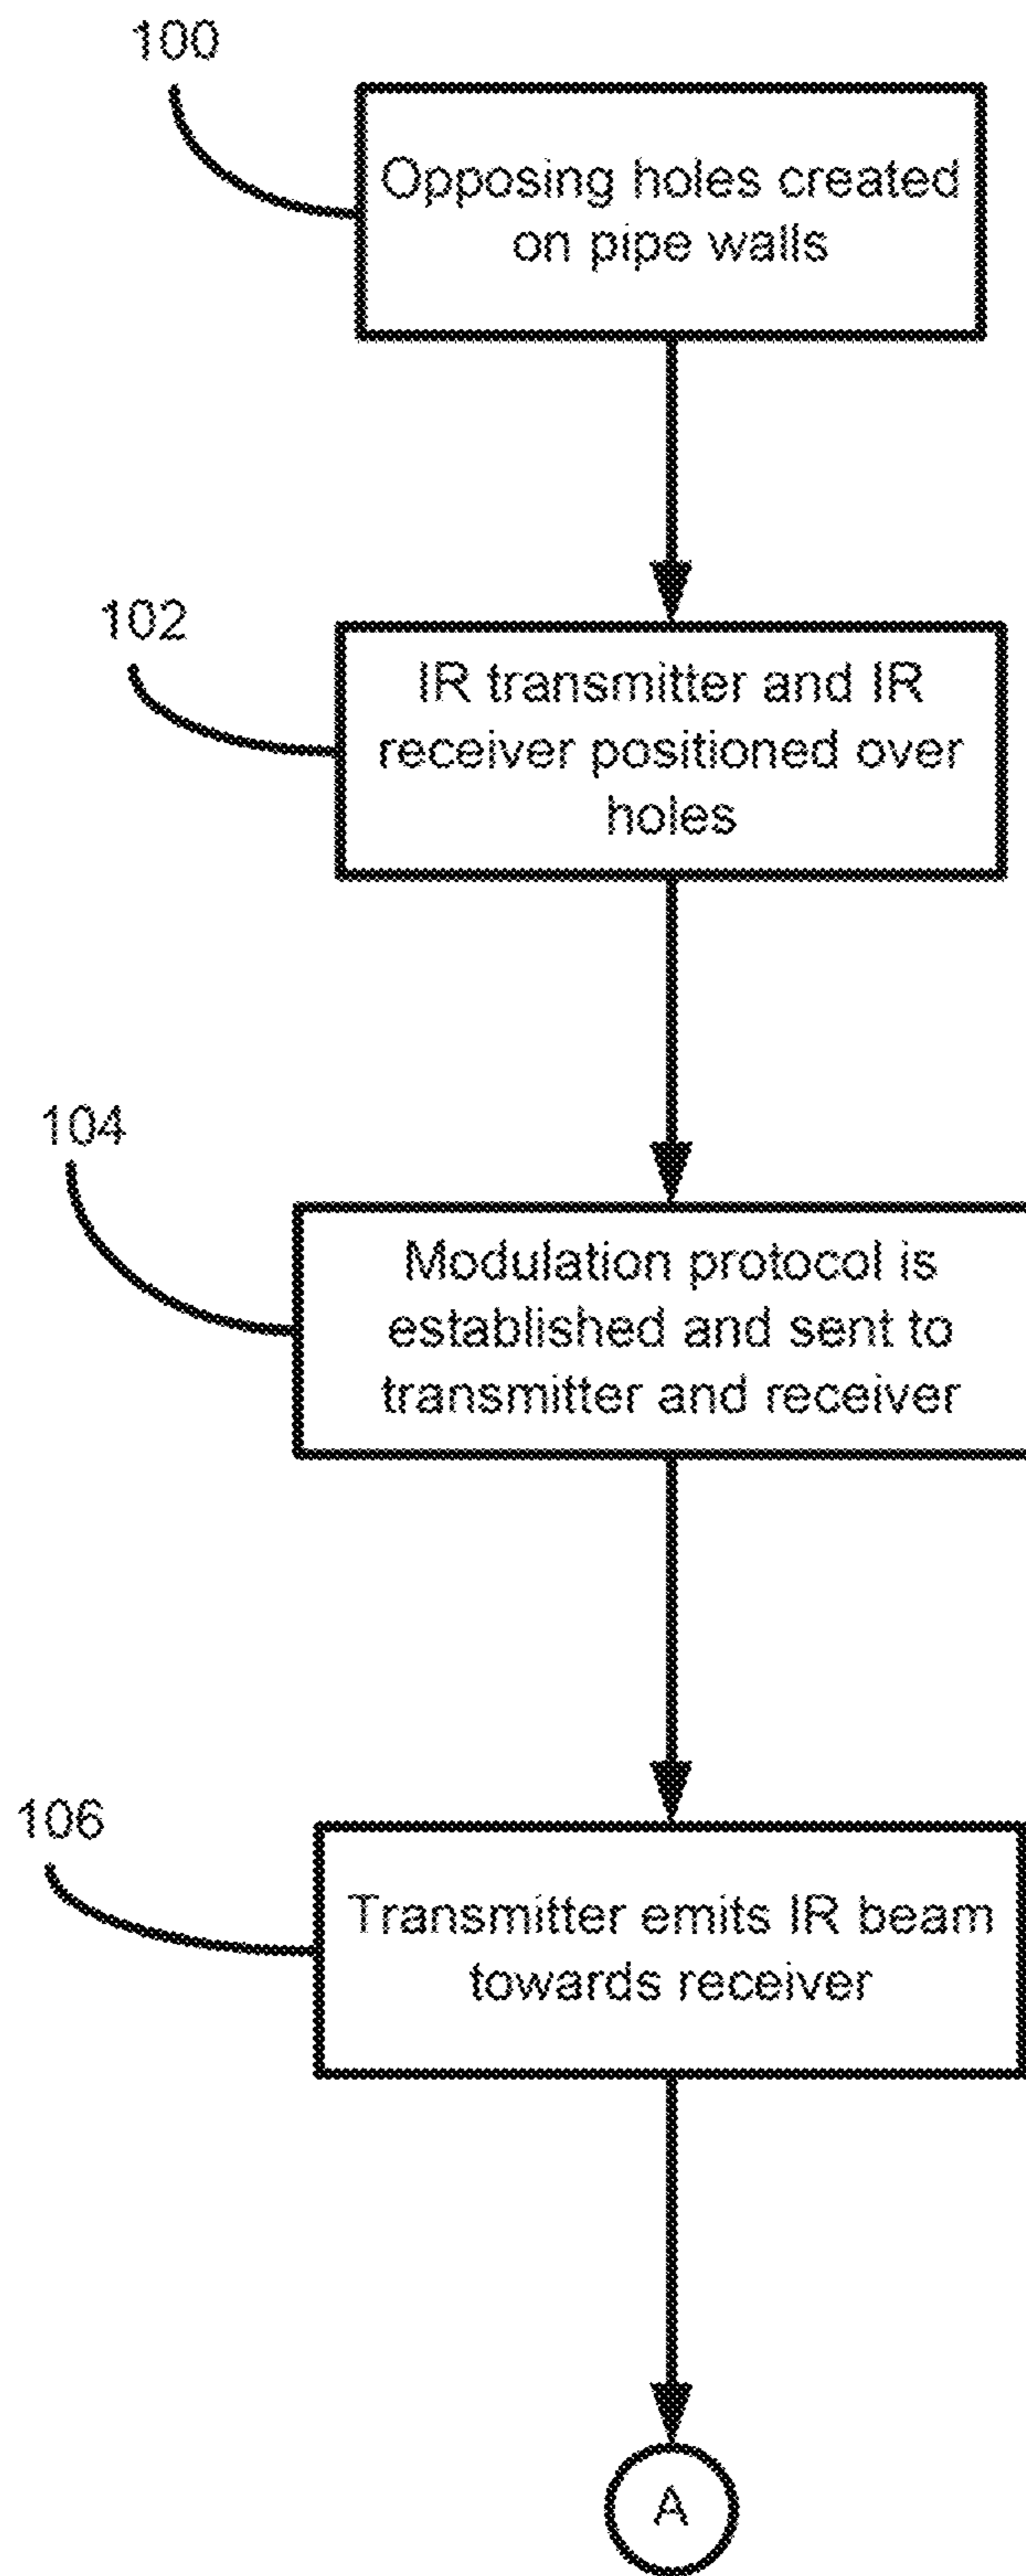 100
Opposing holes created
on pipe walls
102
IR transmitter and IR
receiver positioned over
holes
104
Modulation protocol is
established and sent to
transmitter and receiver
106
Transmitter emits IR beam
towards receiver
A